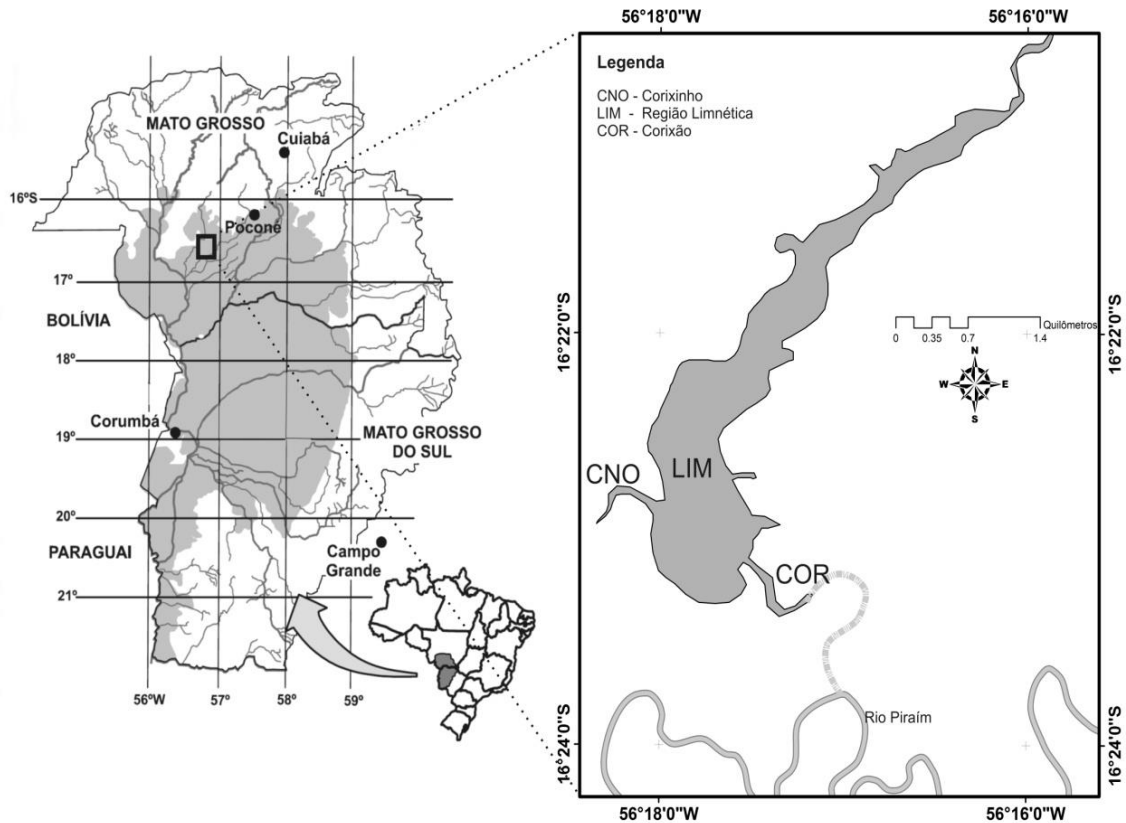 MATO GROSSO
Cuiabá
16ºS
Poconé
17º
BOLÍVIA
18º
Corumbá
19º
MATO GROSSO
DO SUL
20º
PARAGUAI
Campo
Grande
21º
56ºW
57º
58º
59º
56°18'0"W
56°16'0"W
Legenda
CNO - Corixinho
LIM - Região Limnética
COR - Corixão
16°22'0"S
16°22'0"S
Quilômetros
0
0.35
0.7
1.4
N
W
E
S
CNO
LIM
COR
Rio Piraím
16°24'0"S
16°24'0"S
56°18'0"W
56°16'0"W